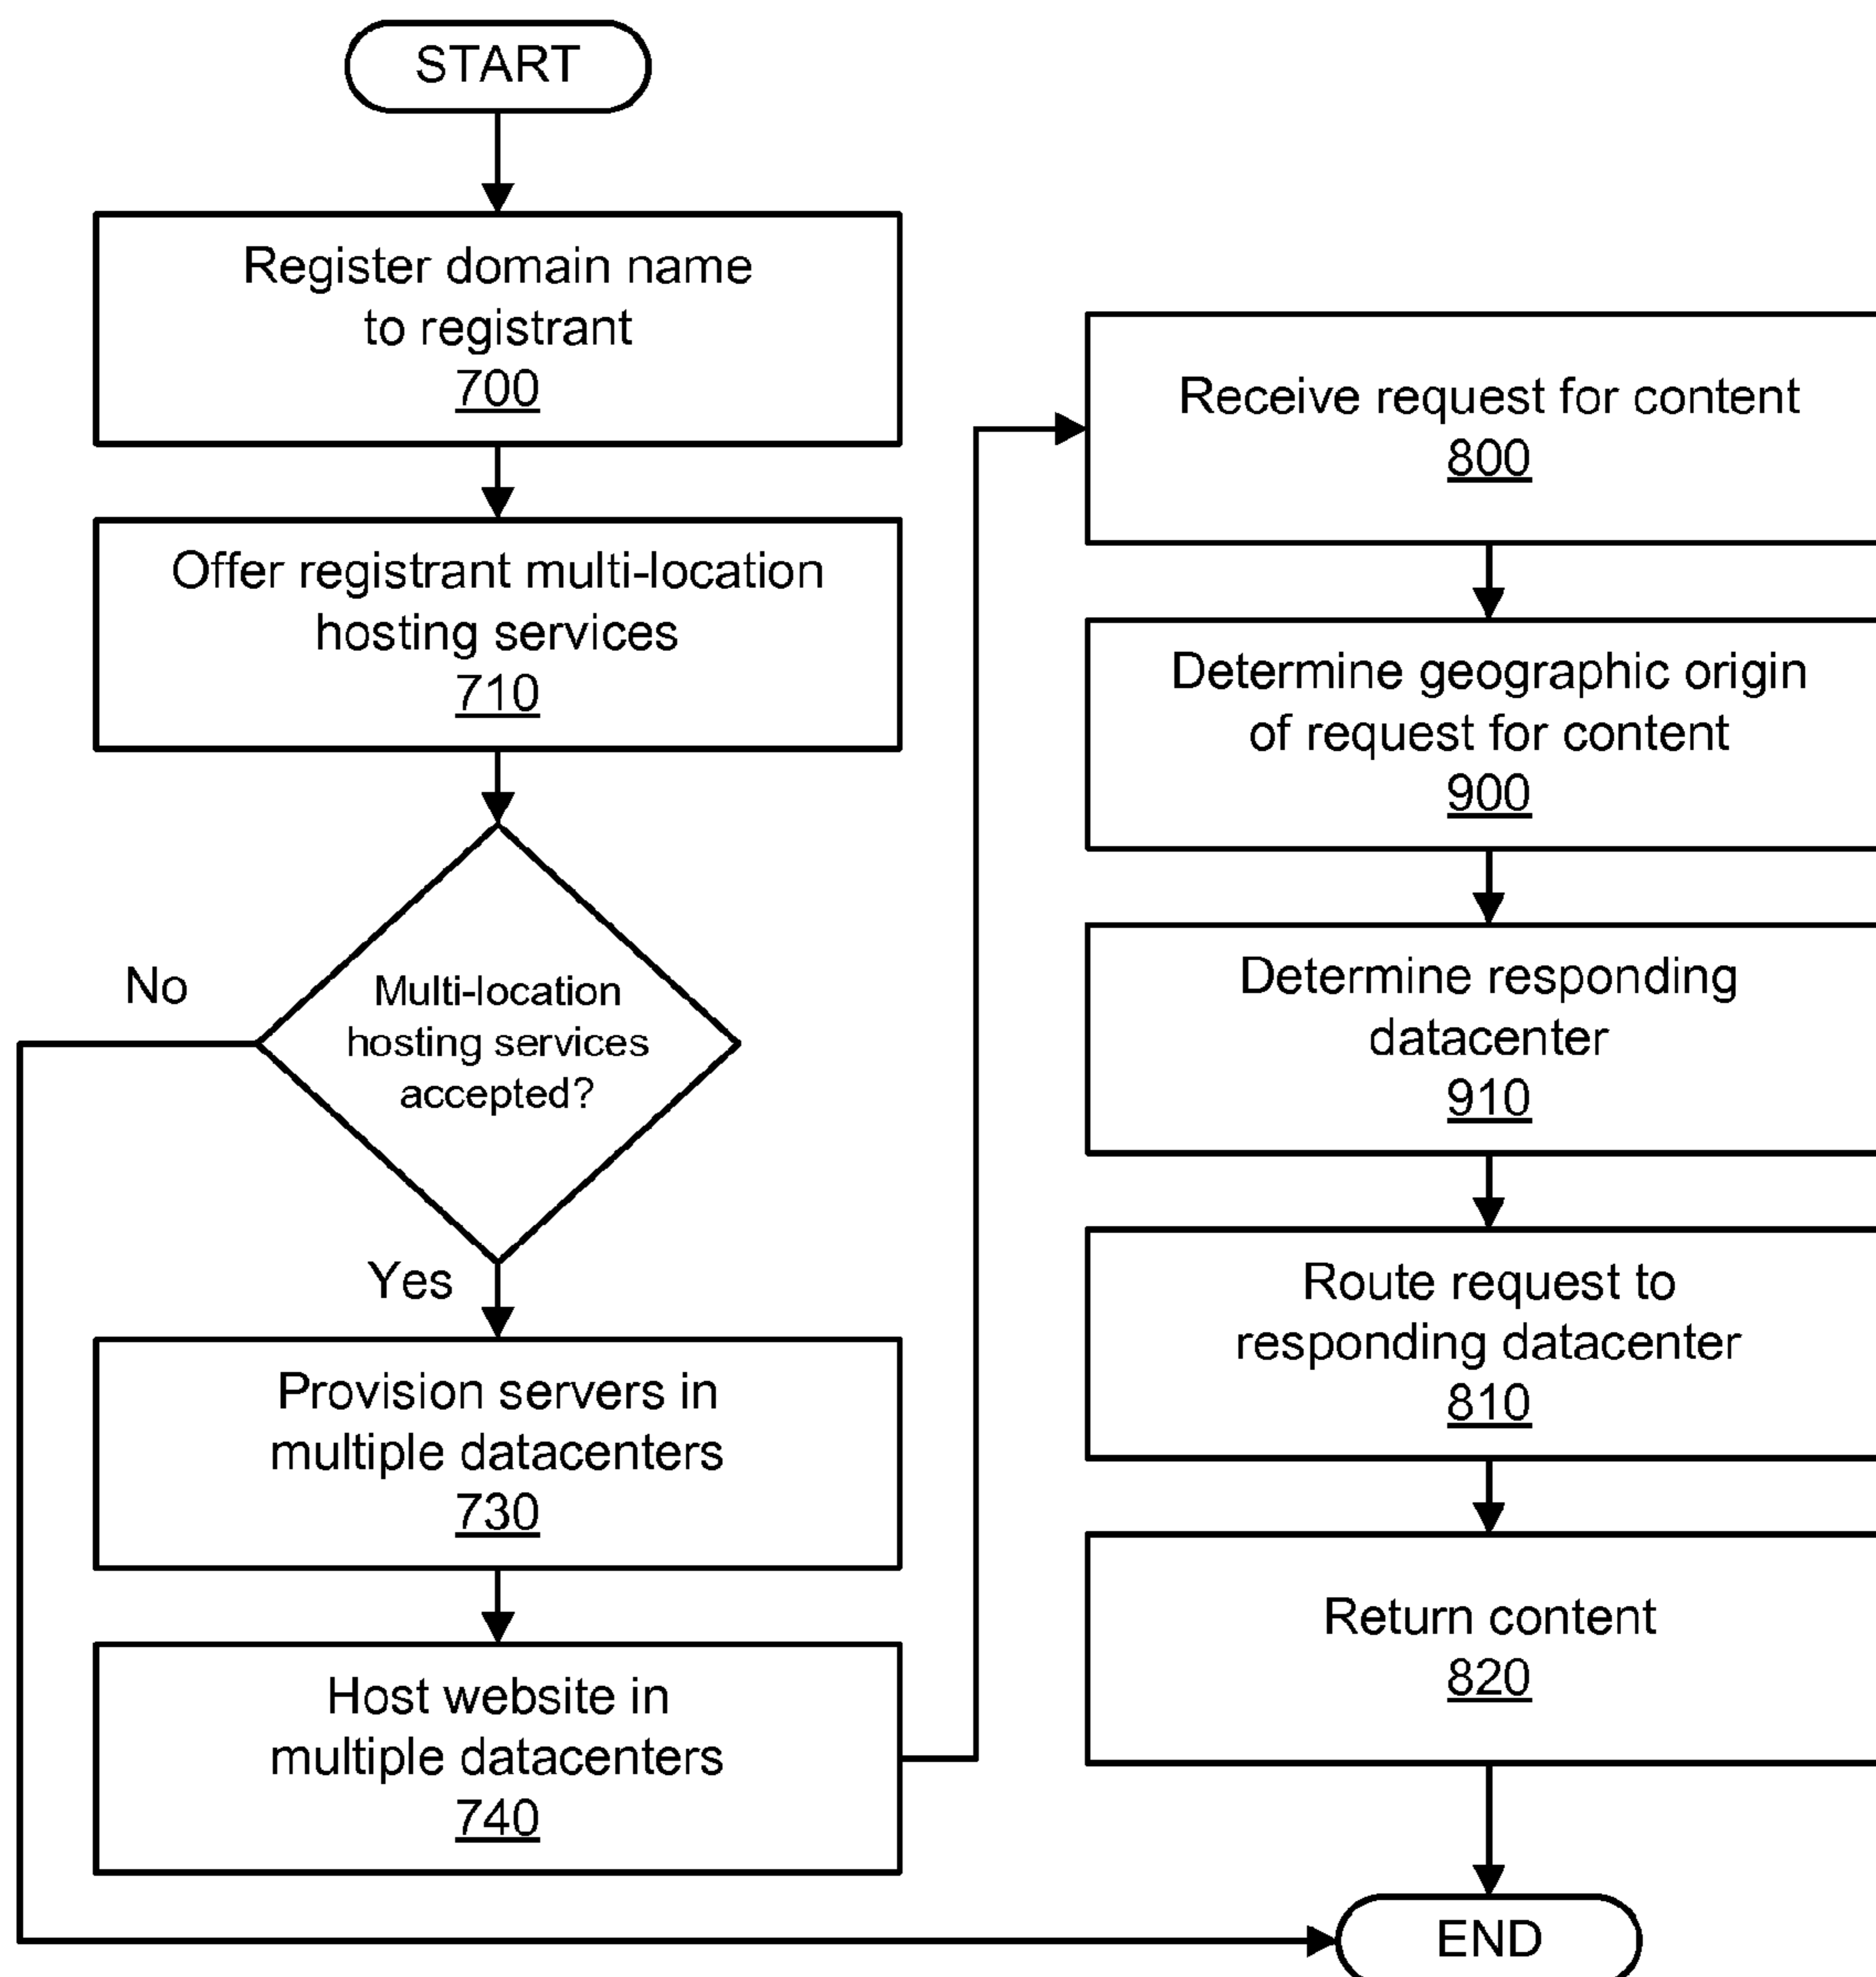 START
Register domain name
to registrant
700
Offer registrant multi-location
hosting services
710
Multi-location
hosting services
accepted?
No
Yes
Provision servers in
multiple datacenters
730
Host website in
multiple datacenters
740
Receive request for content
800
Determine geographic origin
of request for content
900
Determine responding
datacenter
910
Route request to
responding datacenter
810
Return content
820
END